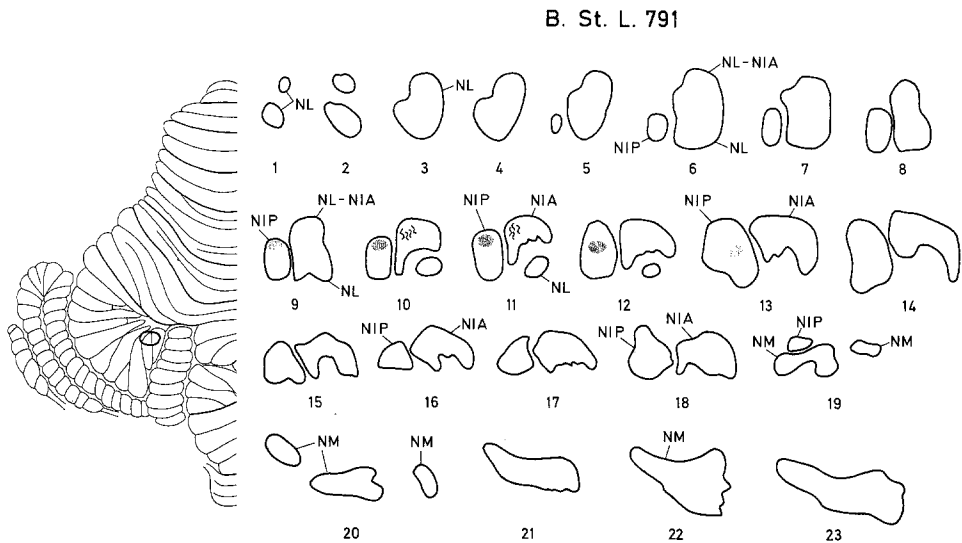 B. St. L. 791
NL-NIA
NL NL
NIP NL
1 2 3 4 5 6 7 8
NIP NL-NIA NIP NIA NIP NIA
NL NL
9 10 11 12 13 14
NIP NIA NIP NIA NM NIP NM
15 16 17 18 19
NM NM NM
20 21 22 23